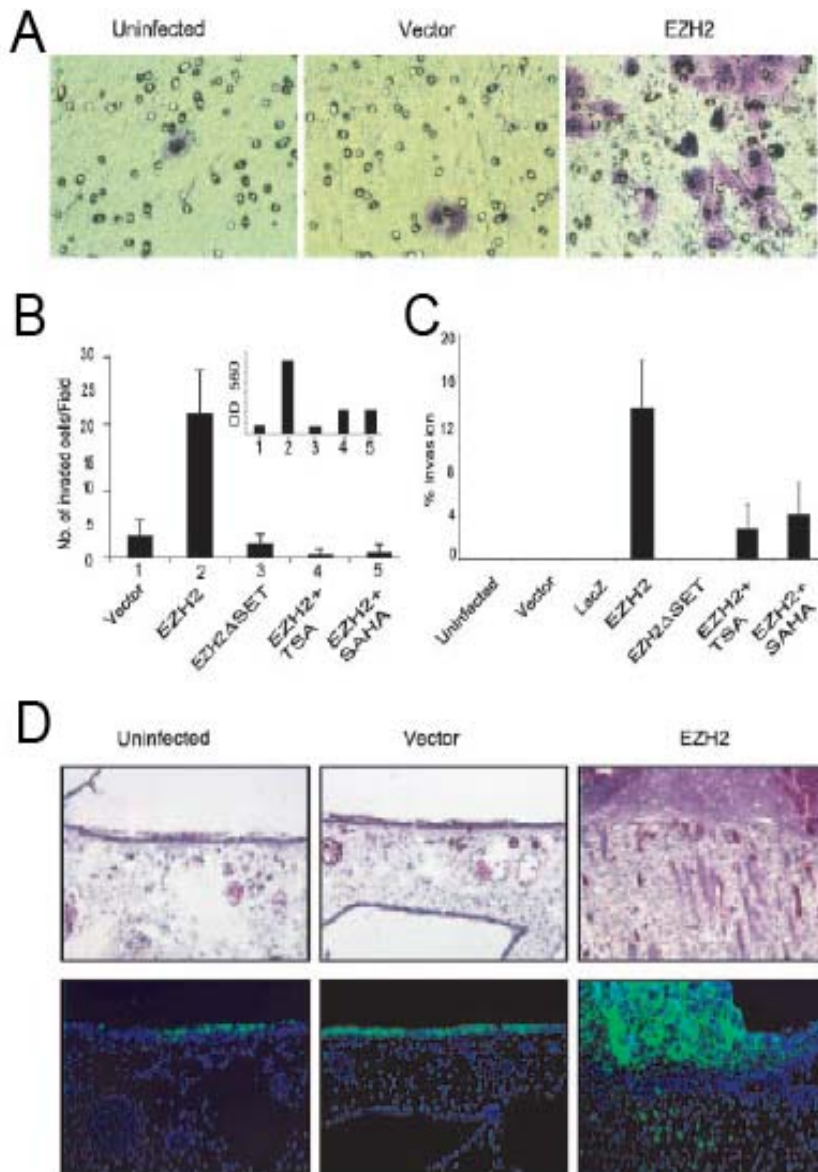 A
Uninfected
Vector
EZH2
B
No. of invaded cells/Field
30
25
20
15
10
5
0
OD 560
1 2 3 4 5
1 2 3 4 5
Vector
EZH2
EZH2ΔSET
EZH2+
TSA
EZH2+
SAHA
C
% Invasion
20
16
12
8
4
0
Uninfected
Vector
LacZ
EZH2
EZH2ΔSET
EZH2+
TSA
EZH2+
SAHA
D
Uninfected
Vector
EZH2